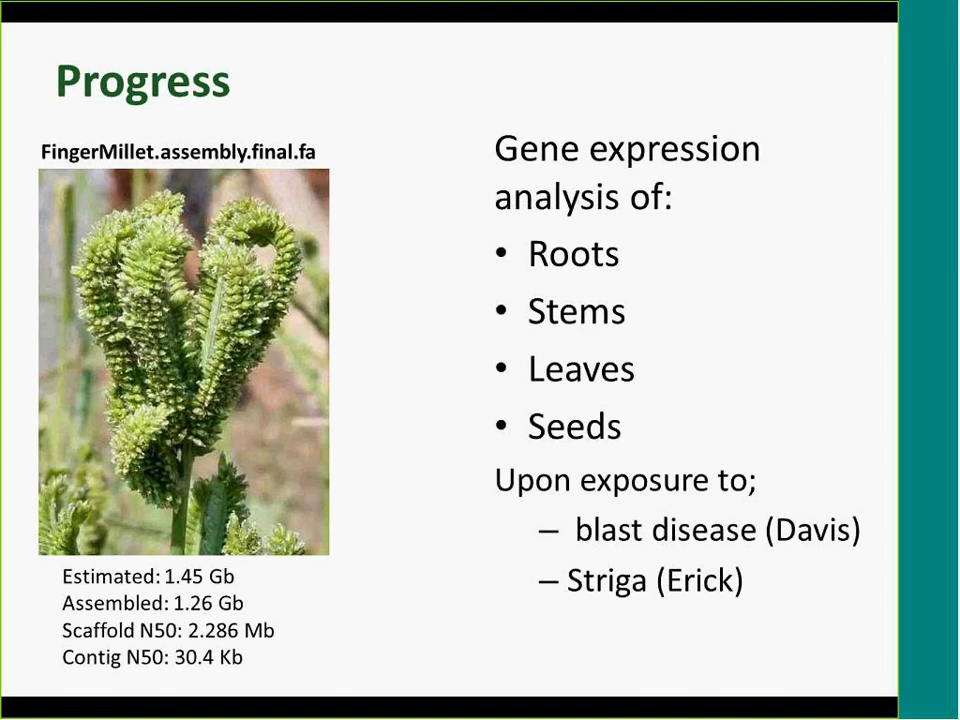 Progress
FingerMillet.assembly.final.fa
Estimated: 1.45 Gb
Assembled: 1.26 Gb
Scaffold N50: 2.286 Mb
Contig N50: 30.4 Kb
Gene expression
analysis of:
• Roots
• Stems
• Leaves
• Seeds
Upon exposure to;
– blast disease (Davis)
– Striga (Erick)